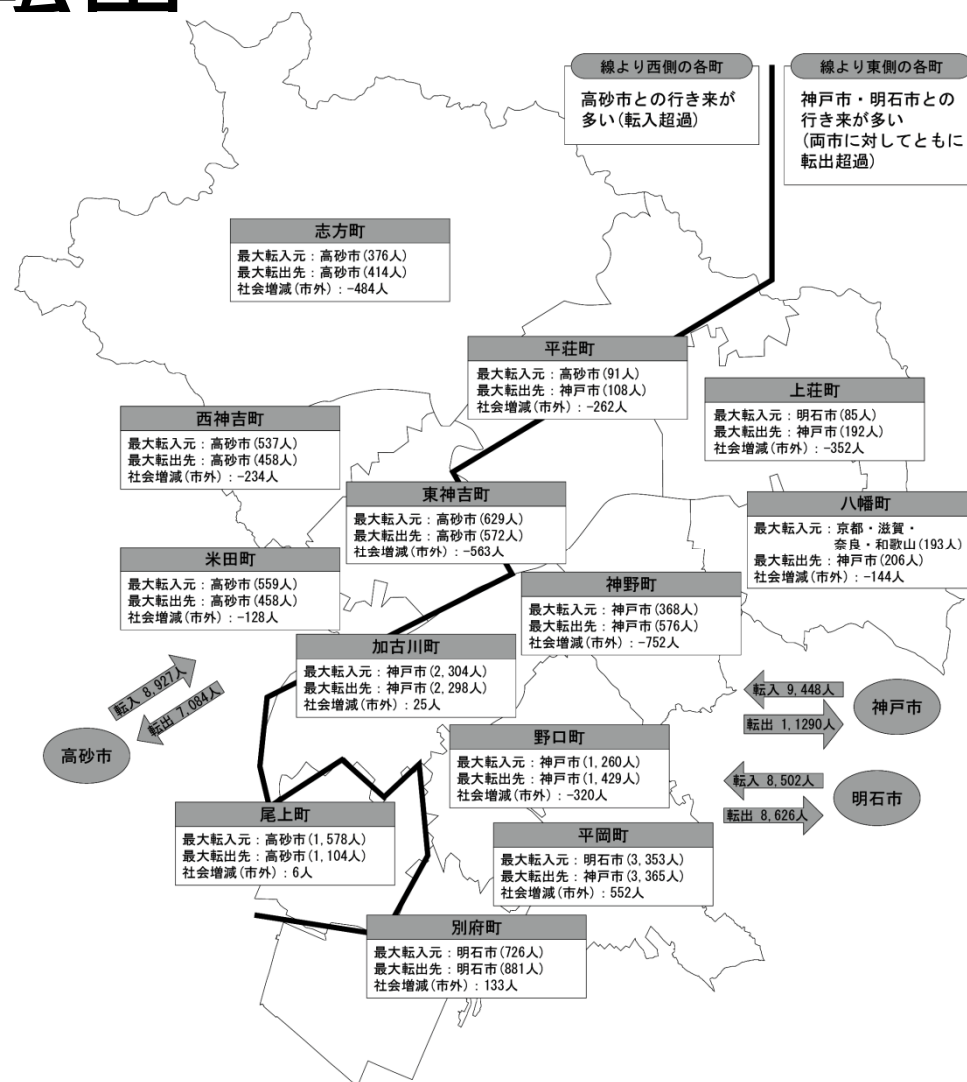 線より西側の各町
高砂市との行き来が
多い(転入超過)
線より東側の各町
神戸市・明石市との
行き来が多い
(両市に対してともに
転出超過)
志方町
最大転入元：高砂市(376人)
最大転出先：高砂市(414人)
社会増減(市外)：-484人
平荘町
最大転入元：高砂市(91人)
最大転出先：神戸市(108人)
社会増減(市外)：-262人
上荘町
最大転入元：明石市(85人)
最大転出先：神戸市(192人)
社会増減(市外)：-352人
西神吉町
最大転入元：高砂市(537人)
最大転出先：高砂市(458人)
社会増減(市外)：-234人
東神吉町
最大転入元：高砂市(629人)
最大転出先：高砂市(572人)
社会増減(市外)：-563人
八幡町
最大転入元：京都・滋賀・
奈良・和歌山(193人)
最大転出先：神戸市(206人)
社会増減(市外)：-144人
米田町
最大転入元：高砂市(559人)
最大転出先：高砂市(458人)
社会増減(市外)：-128人
神野町
最大転入元：神戸市(368人)
最大転出先：神戸市(576人)
社会増減(市外)：-752人
加古川町
最大転入元：神戸市(2,304人)
最大転出先：神戸市(2,298人)
社会増減(市外)：25人
転入 8,927人
転出 7,084人
高砂市
転入 9,448人
転出 1,1290人
神戸市
野口町
最大転入元：神戸市(1,260人)
最大転出先：神戸市(1,429人)
社会増減(市外)：-320人
転入 8,502人
転出 8,626人
明石市
尾上町
最大転入元：高砂市(1,578人)
最大転出先：高砂市(1,104人)
社会増減(市外)：6人
平岡町
最大転入元：明石市(3,353人)
最大転出先：神戸市(3,365人)
社会増減(市外)：552人
別府町
最大転入元：明石市(726人)
最大転出先：明石市(881人)
社会増減(市外)：133人